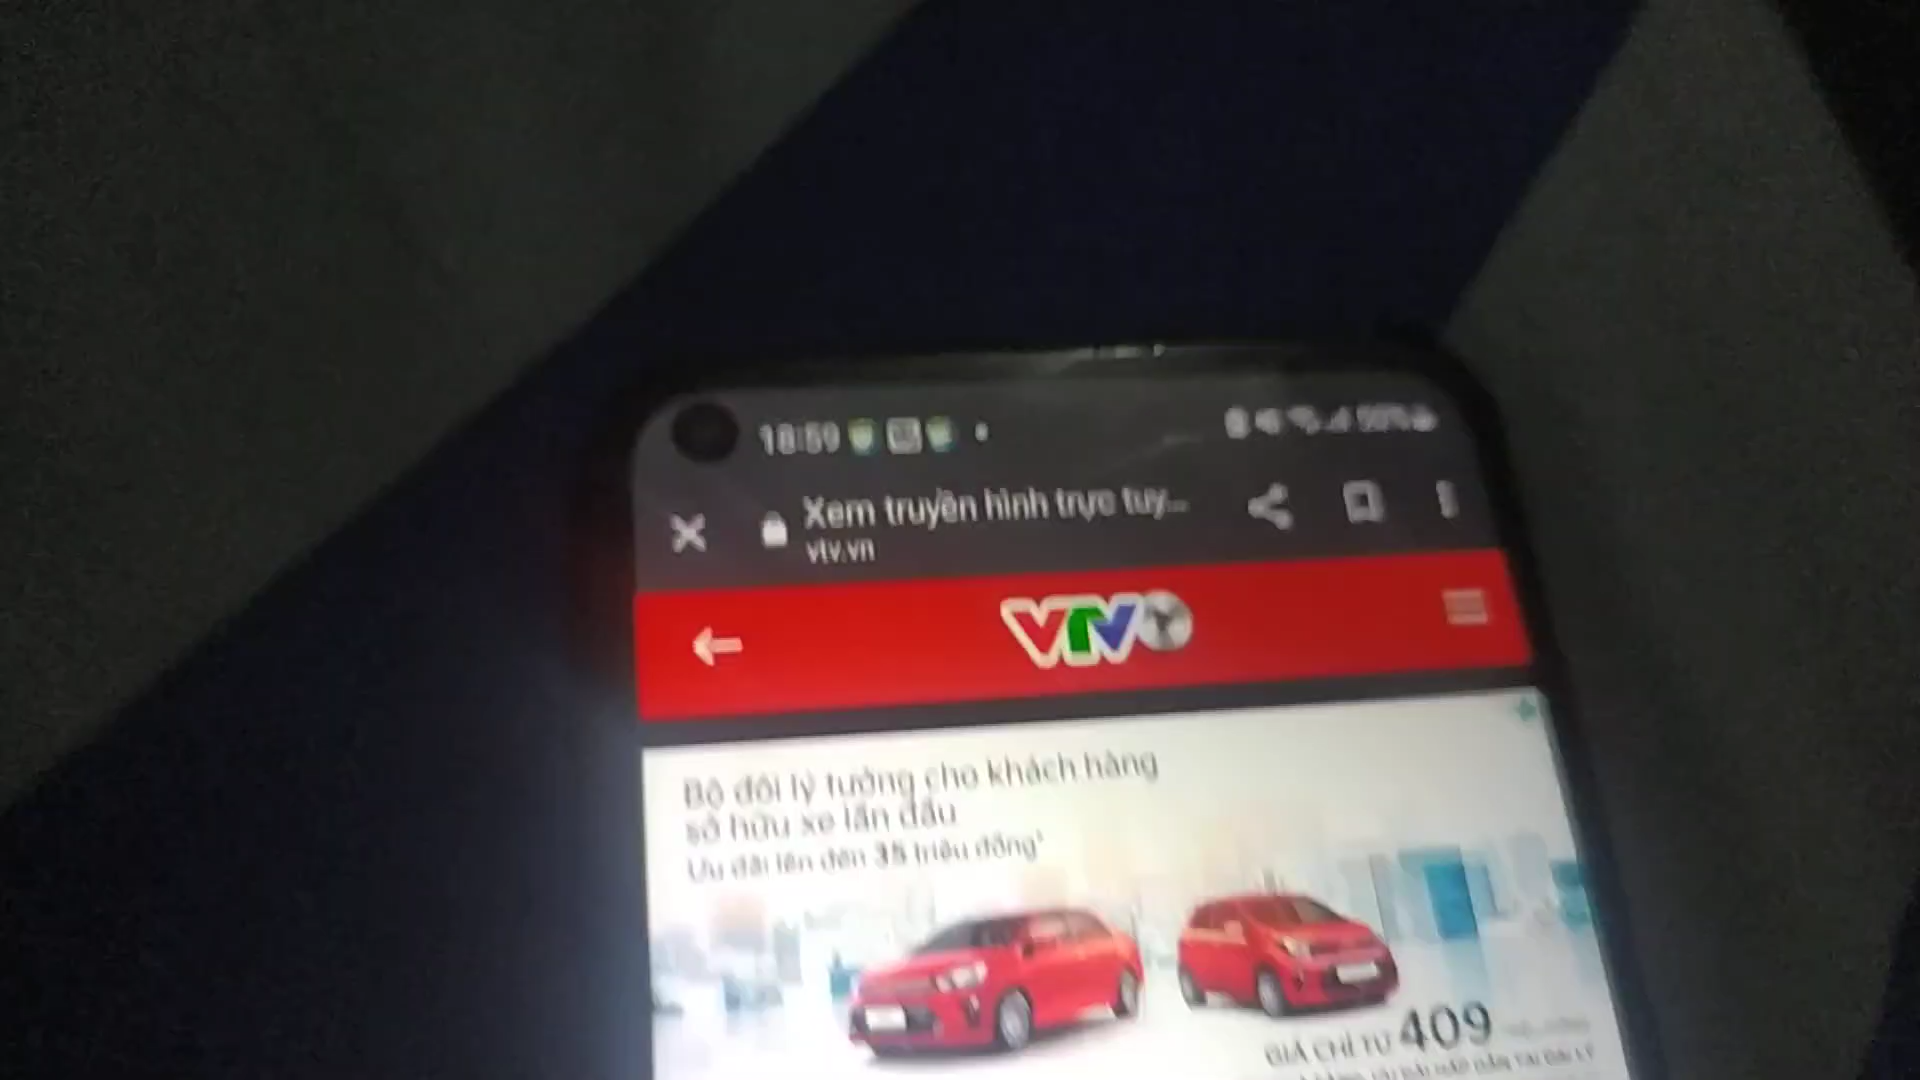 18:59
Xem truyền hình trực tuy...
vtv.vn
VTV
Bộ đôi lý tưởng cho khách hàng
sở hữu xe lần đầu
Ưu đãi lên đến 35 triệu đồng*
GIÁ CHỈ TỪ 409